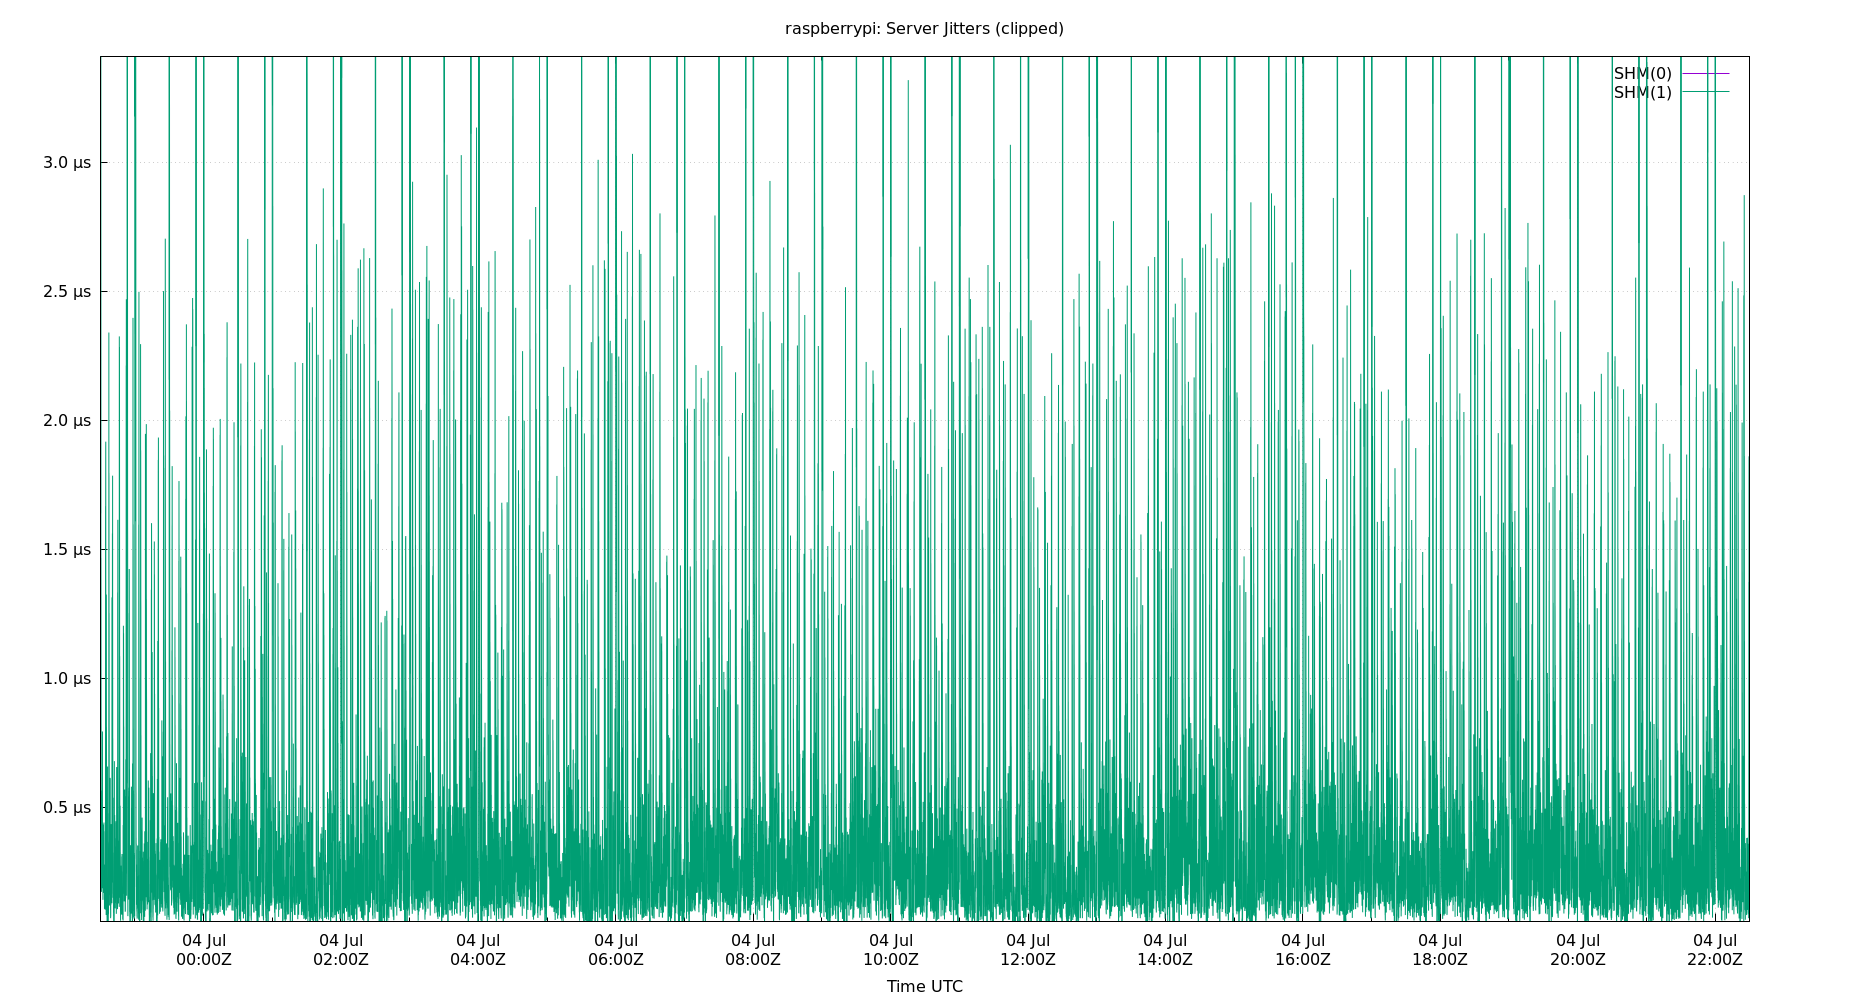 raspberrypi: Server Jitters (clipped)
SHM(0)
SHM(1)
3.0 µs
2.5 µs
2.0 µs
1.5 µs
1.0 µs
0.5 µs
04 Jul 04 Jul 04 Jul 04 Jul 04 Jul 04 Jul 04 Jul 04 Jul 04 Jul 04 Jul 04 Jul 04 Jul
00:00Z 02:00Z 04:00Z 06:00Z 08:00Z 10:00Z 12:00Z 14:00Z 16:00Z 18:00Z 20:00Z 22:00Z
Time UTC